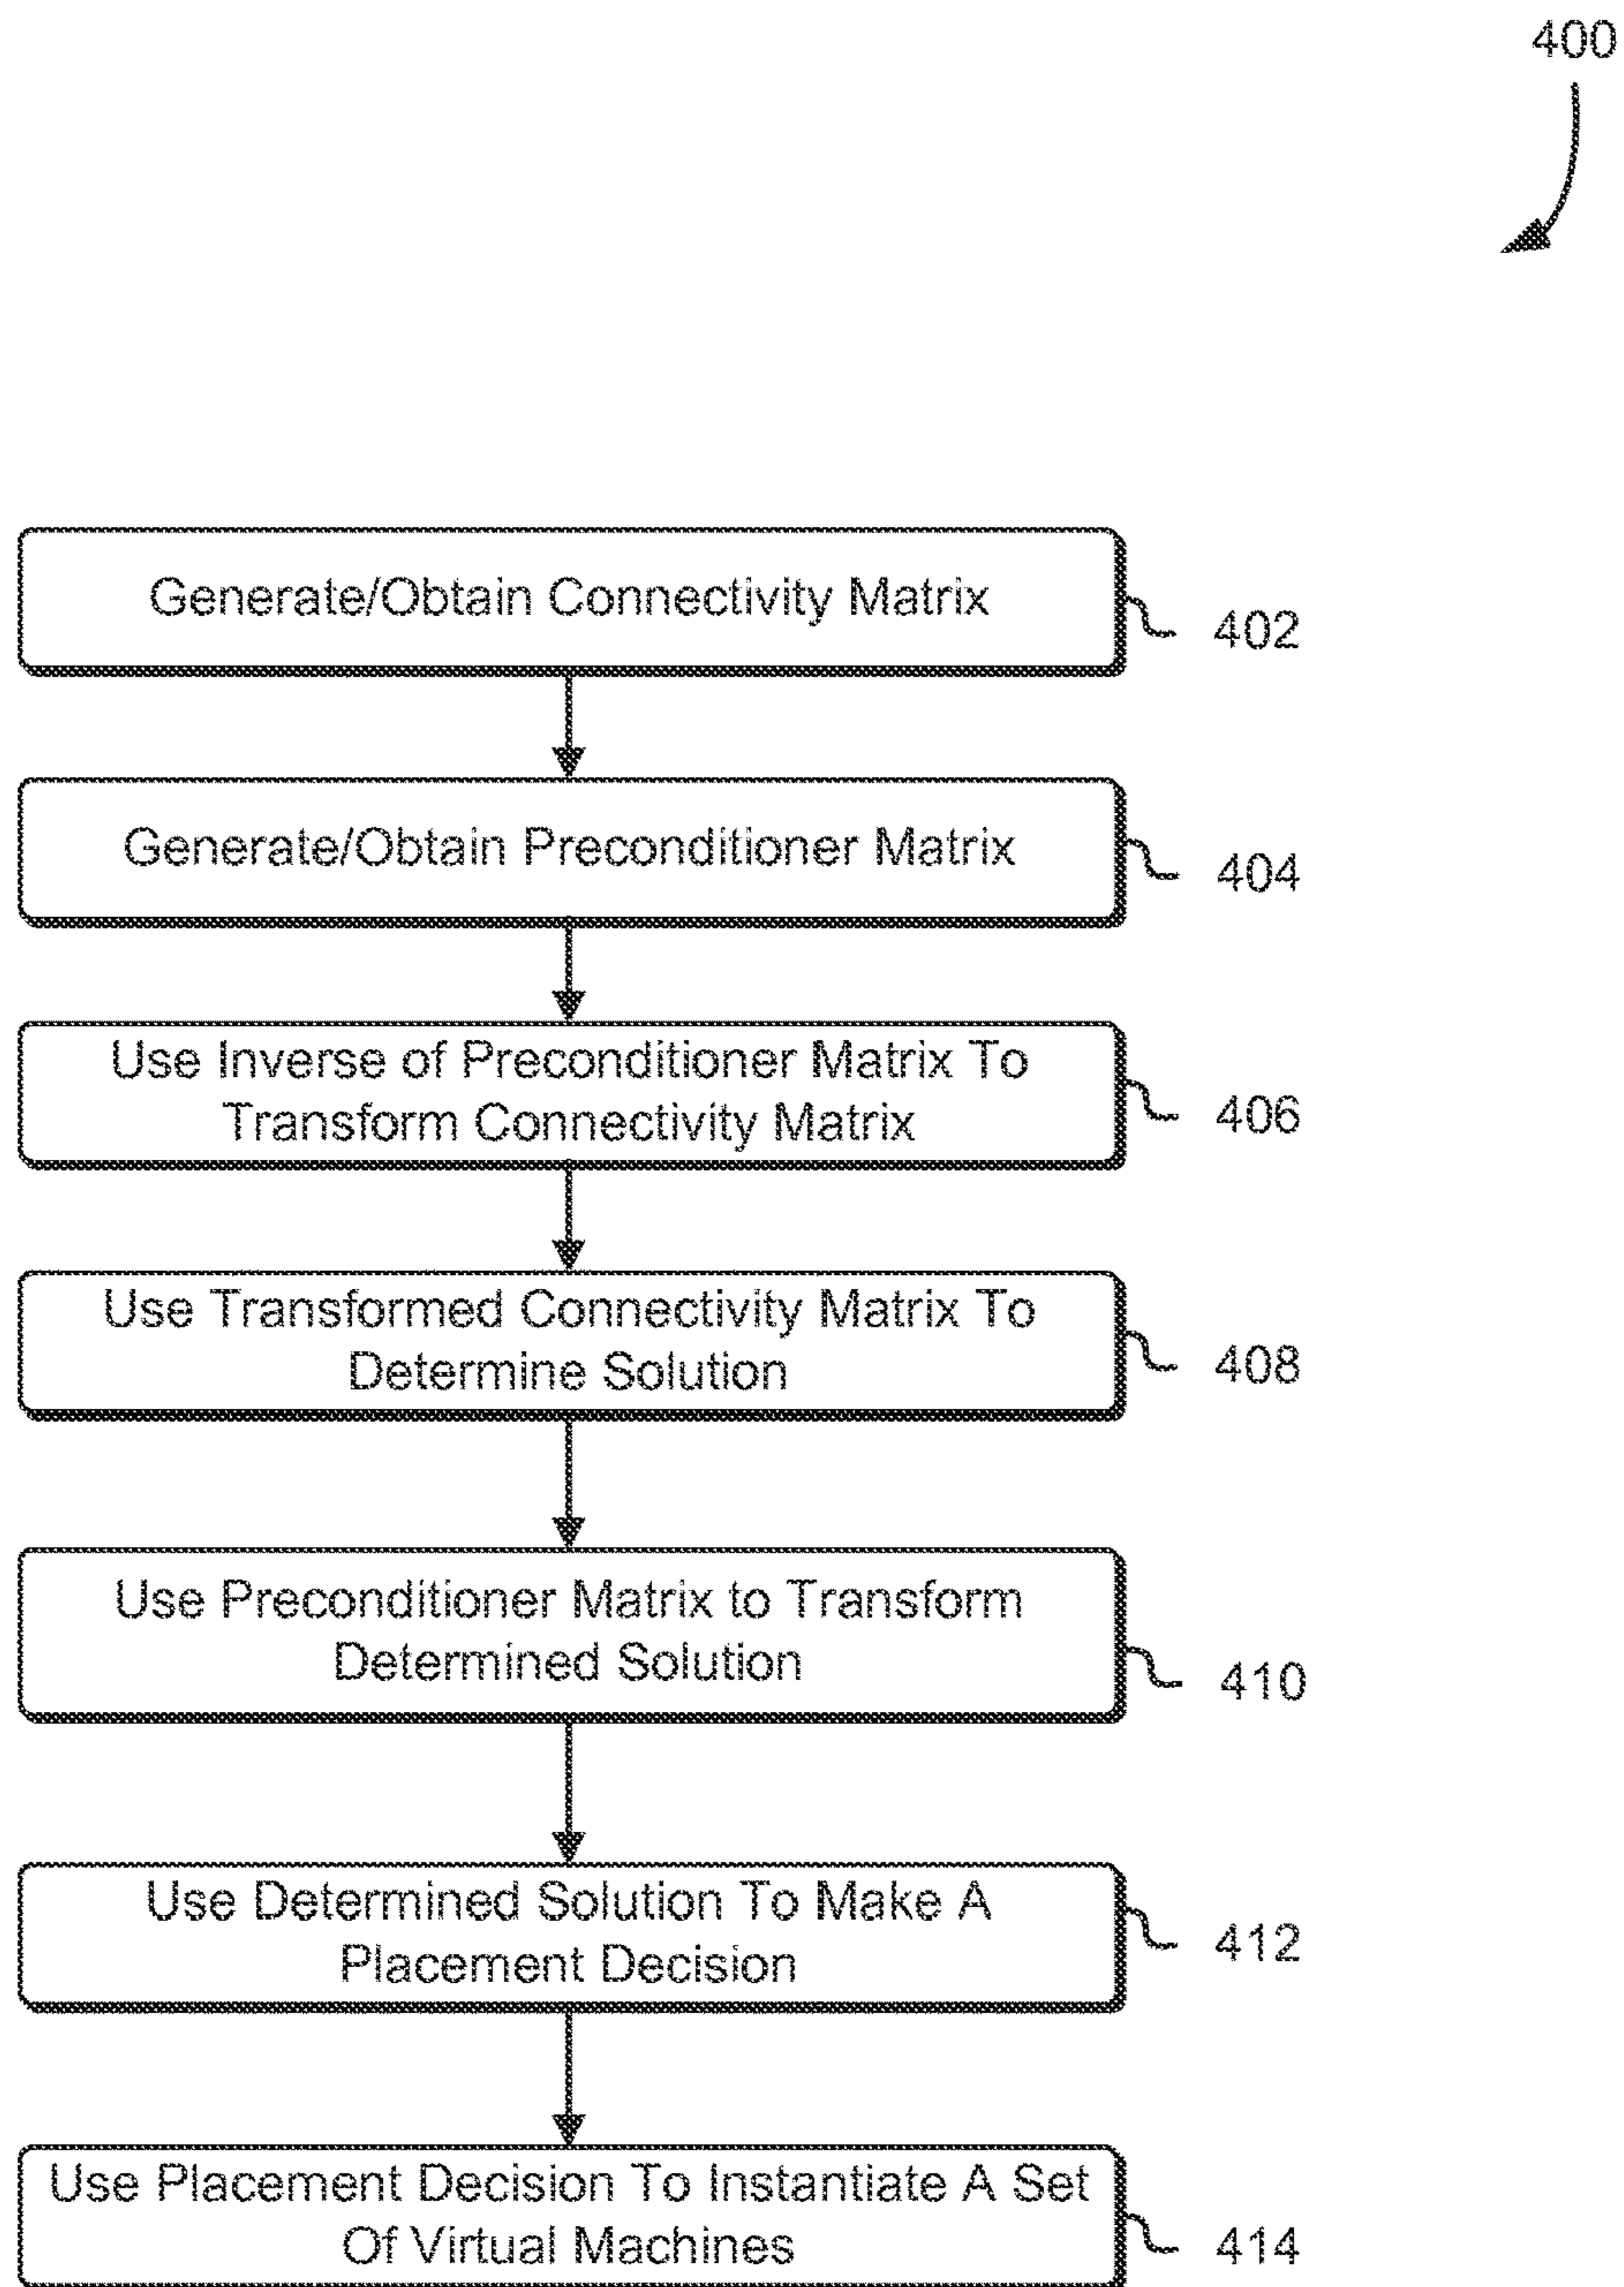 400
Generate/Obtain Connectivity Matrix
402
Generate/Obtain Preconditioner Matrix
404
Use Inverse of Preconditioner Matrix To
Transform Connectivity Matrix
406
Use Transformed Connectivity Matrix To
Determine Solution
408
Use Preconditioner Matrix to Transform
Determined Solution
410
Use Determined Solution To Make A
Placement Decision
412
Use Placement Decision To Instantiate A Set
Of Virtual Machines
414